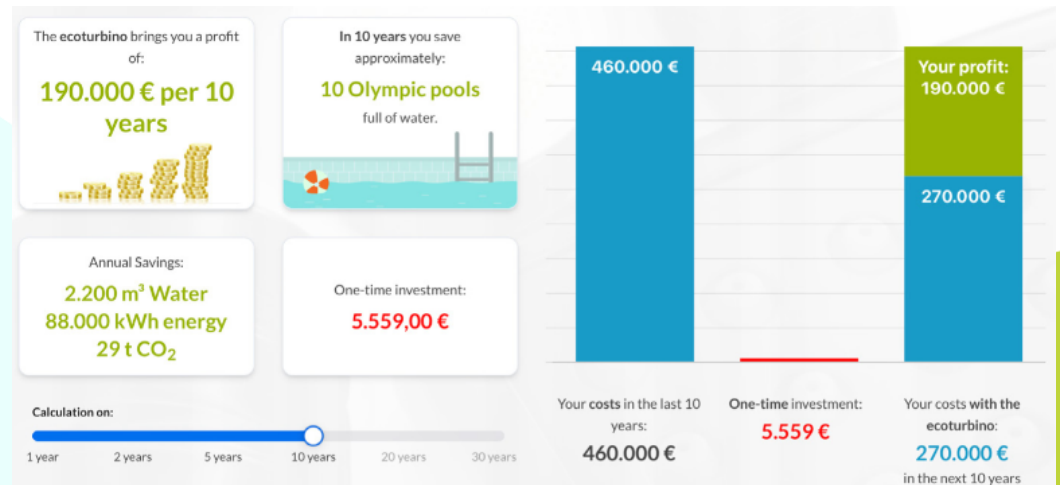 The ecoturbino brings you a profit
of:
190.000 € per 10
years
In 10 years you save
approximately:
10 Olympic pools
full of water.
Annual Savings:
2.200 m³ Water
88.000 kWh energy
29 t CO₂
One-time investment:
5.559,00 €
Calculation on:
1 year 2 years 5 years 10 years 20 years 30 years
460.000 €
Your profit:
190.000 €
270.000 €
Your costs in the last 10
years:
460.000 €
One-time investment:
5.559 €
Your costs with the
ecoturbino:
270.000 €
in the next 10 years